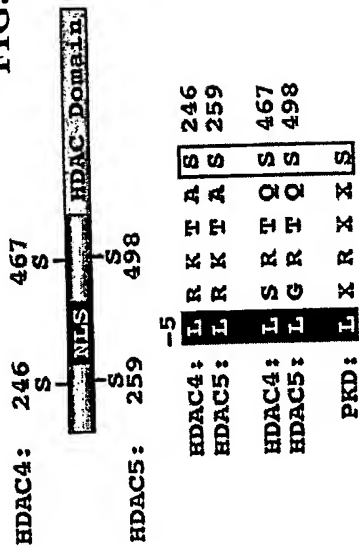 FIG.
HDAC4: 246 467
S S
NLS HDAC Domain
S S
HDAC5: 259 498
-5
HDAC4: L R K T A S 246
HDAC5: L R K T A S 259
HDAC4: L S R T Q S 467
HDAC5: L G R T Q S 498
PKD: L X R X X S